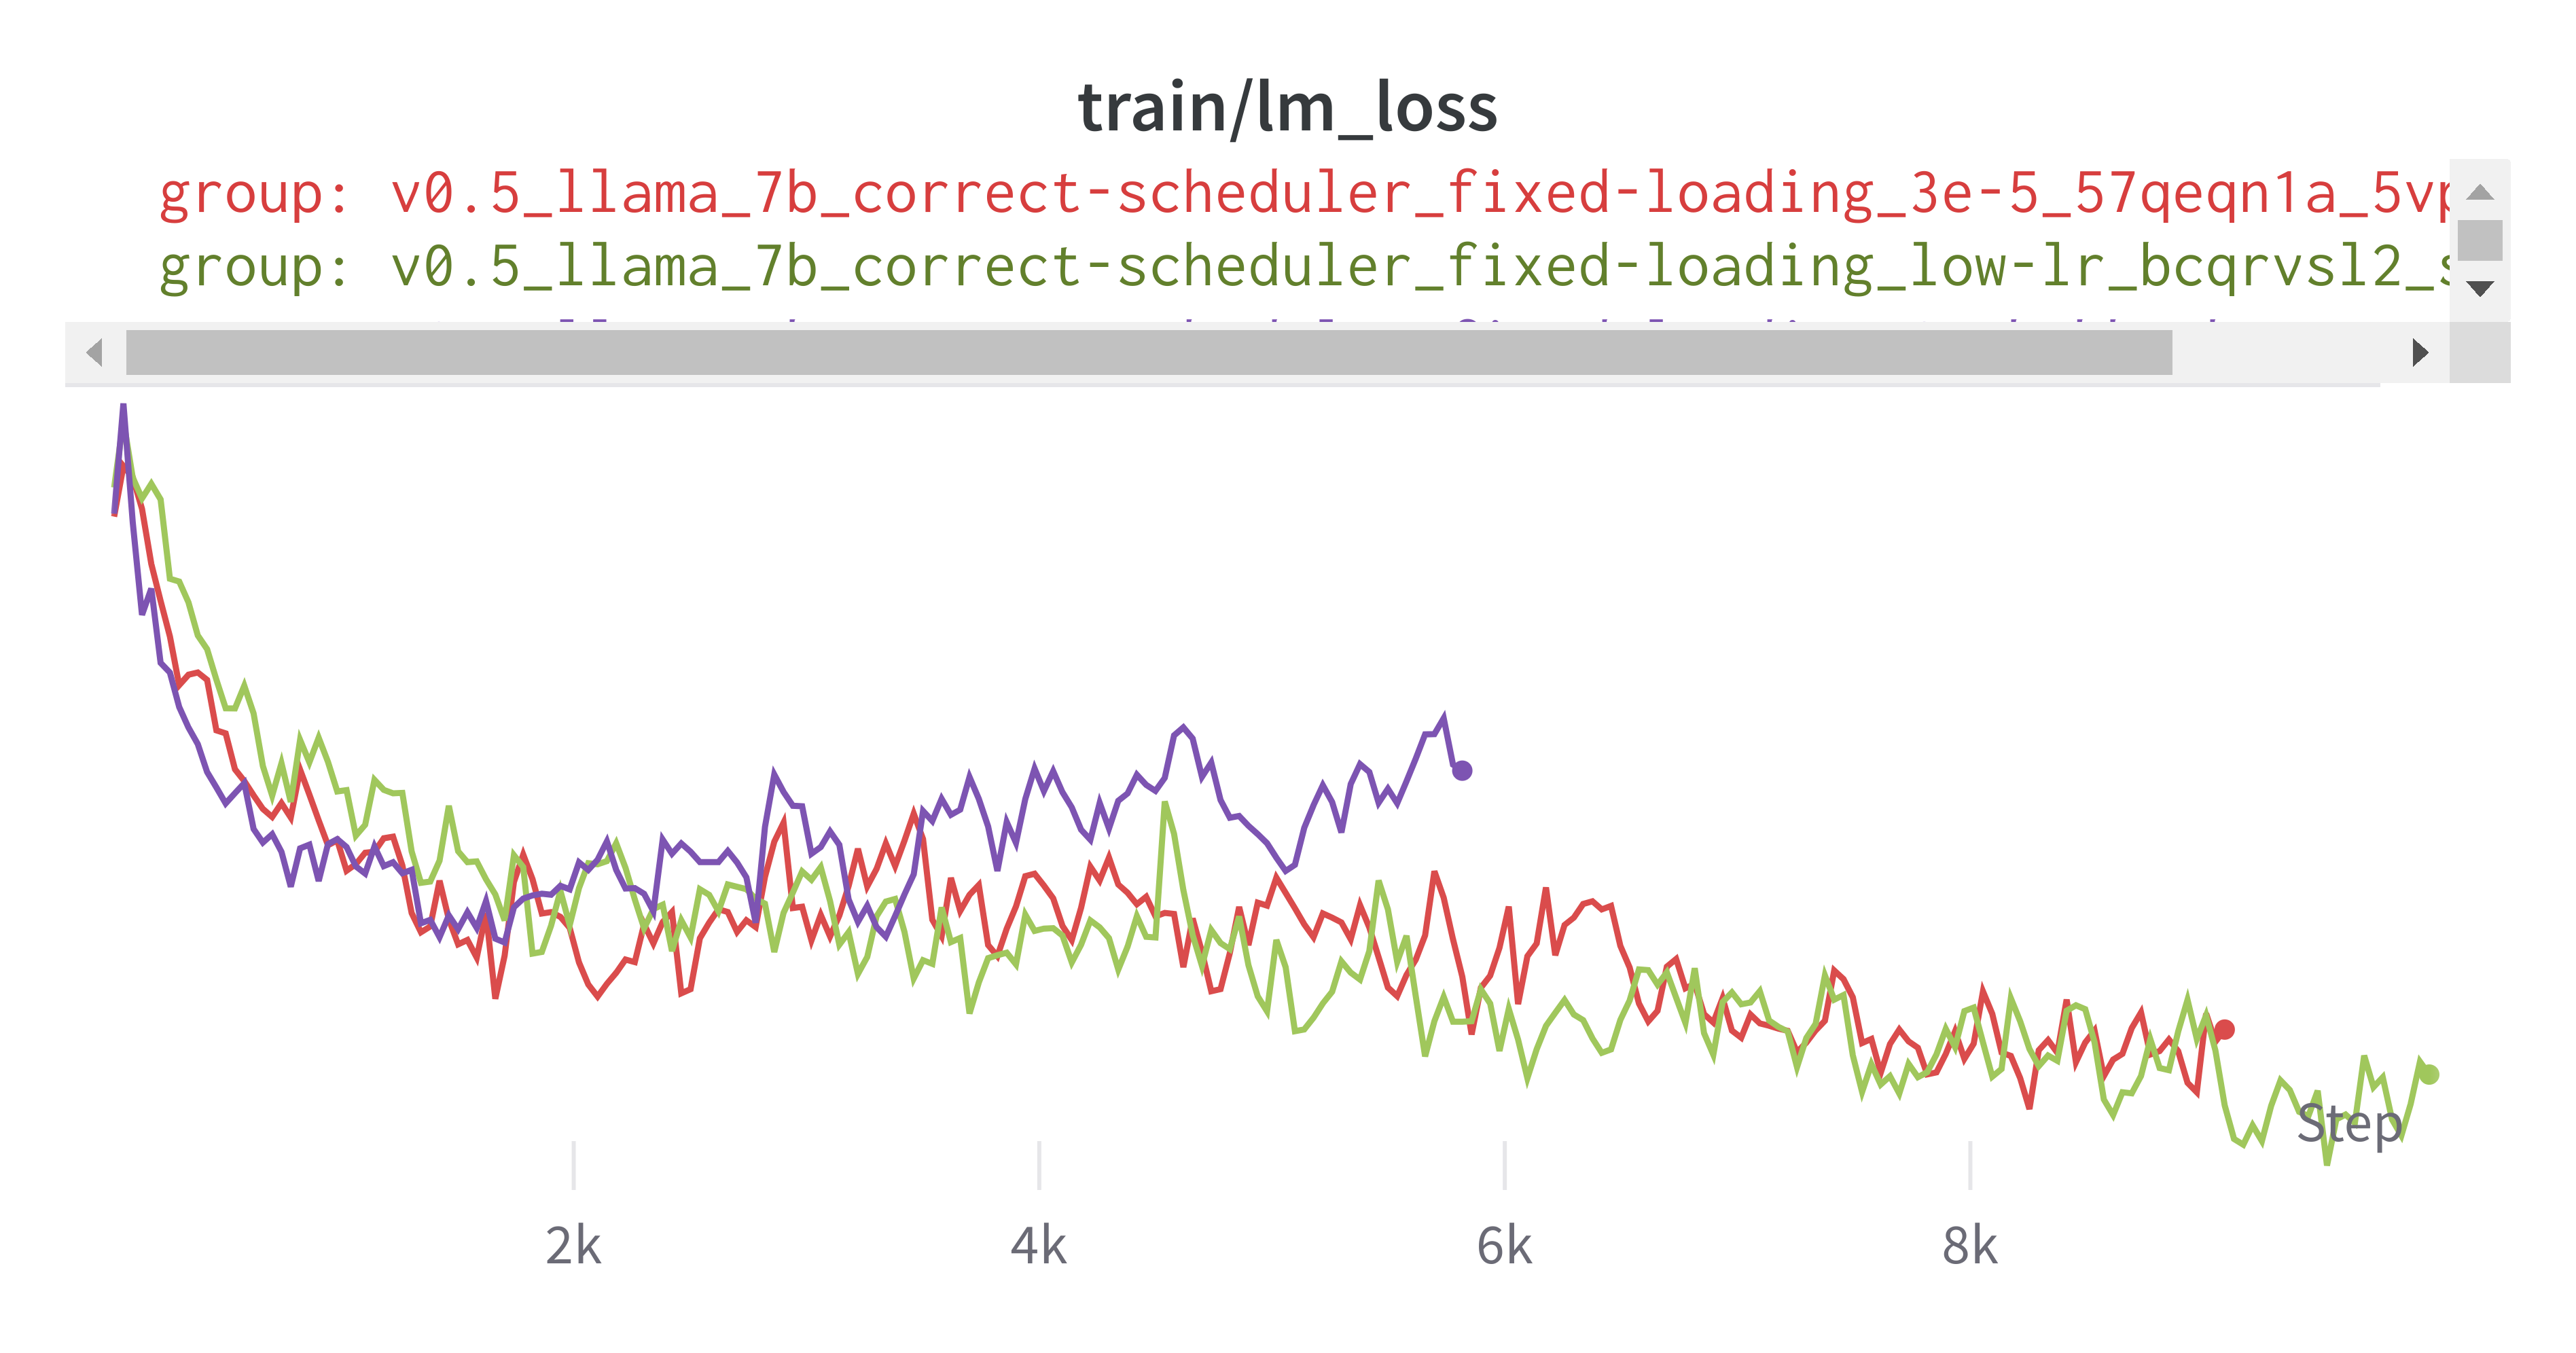 train/lm_loss
group: v0.5_llama_7b_correct-scheduler_fixed-loading_3e-5_57qeqn1a_5v
group: v0.5_llama_7b_correct-scheduler_fixed-loading_low-lr_bcqrvsl2_
Step
2k 4k 6k 8k